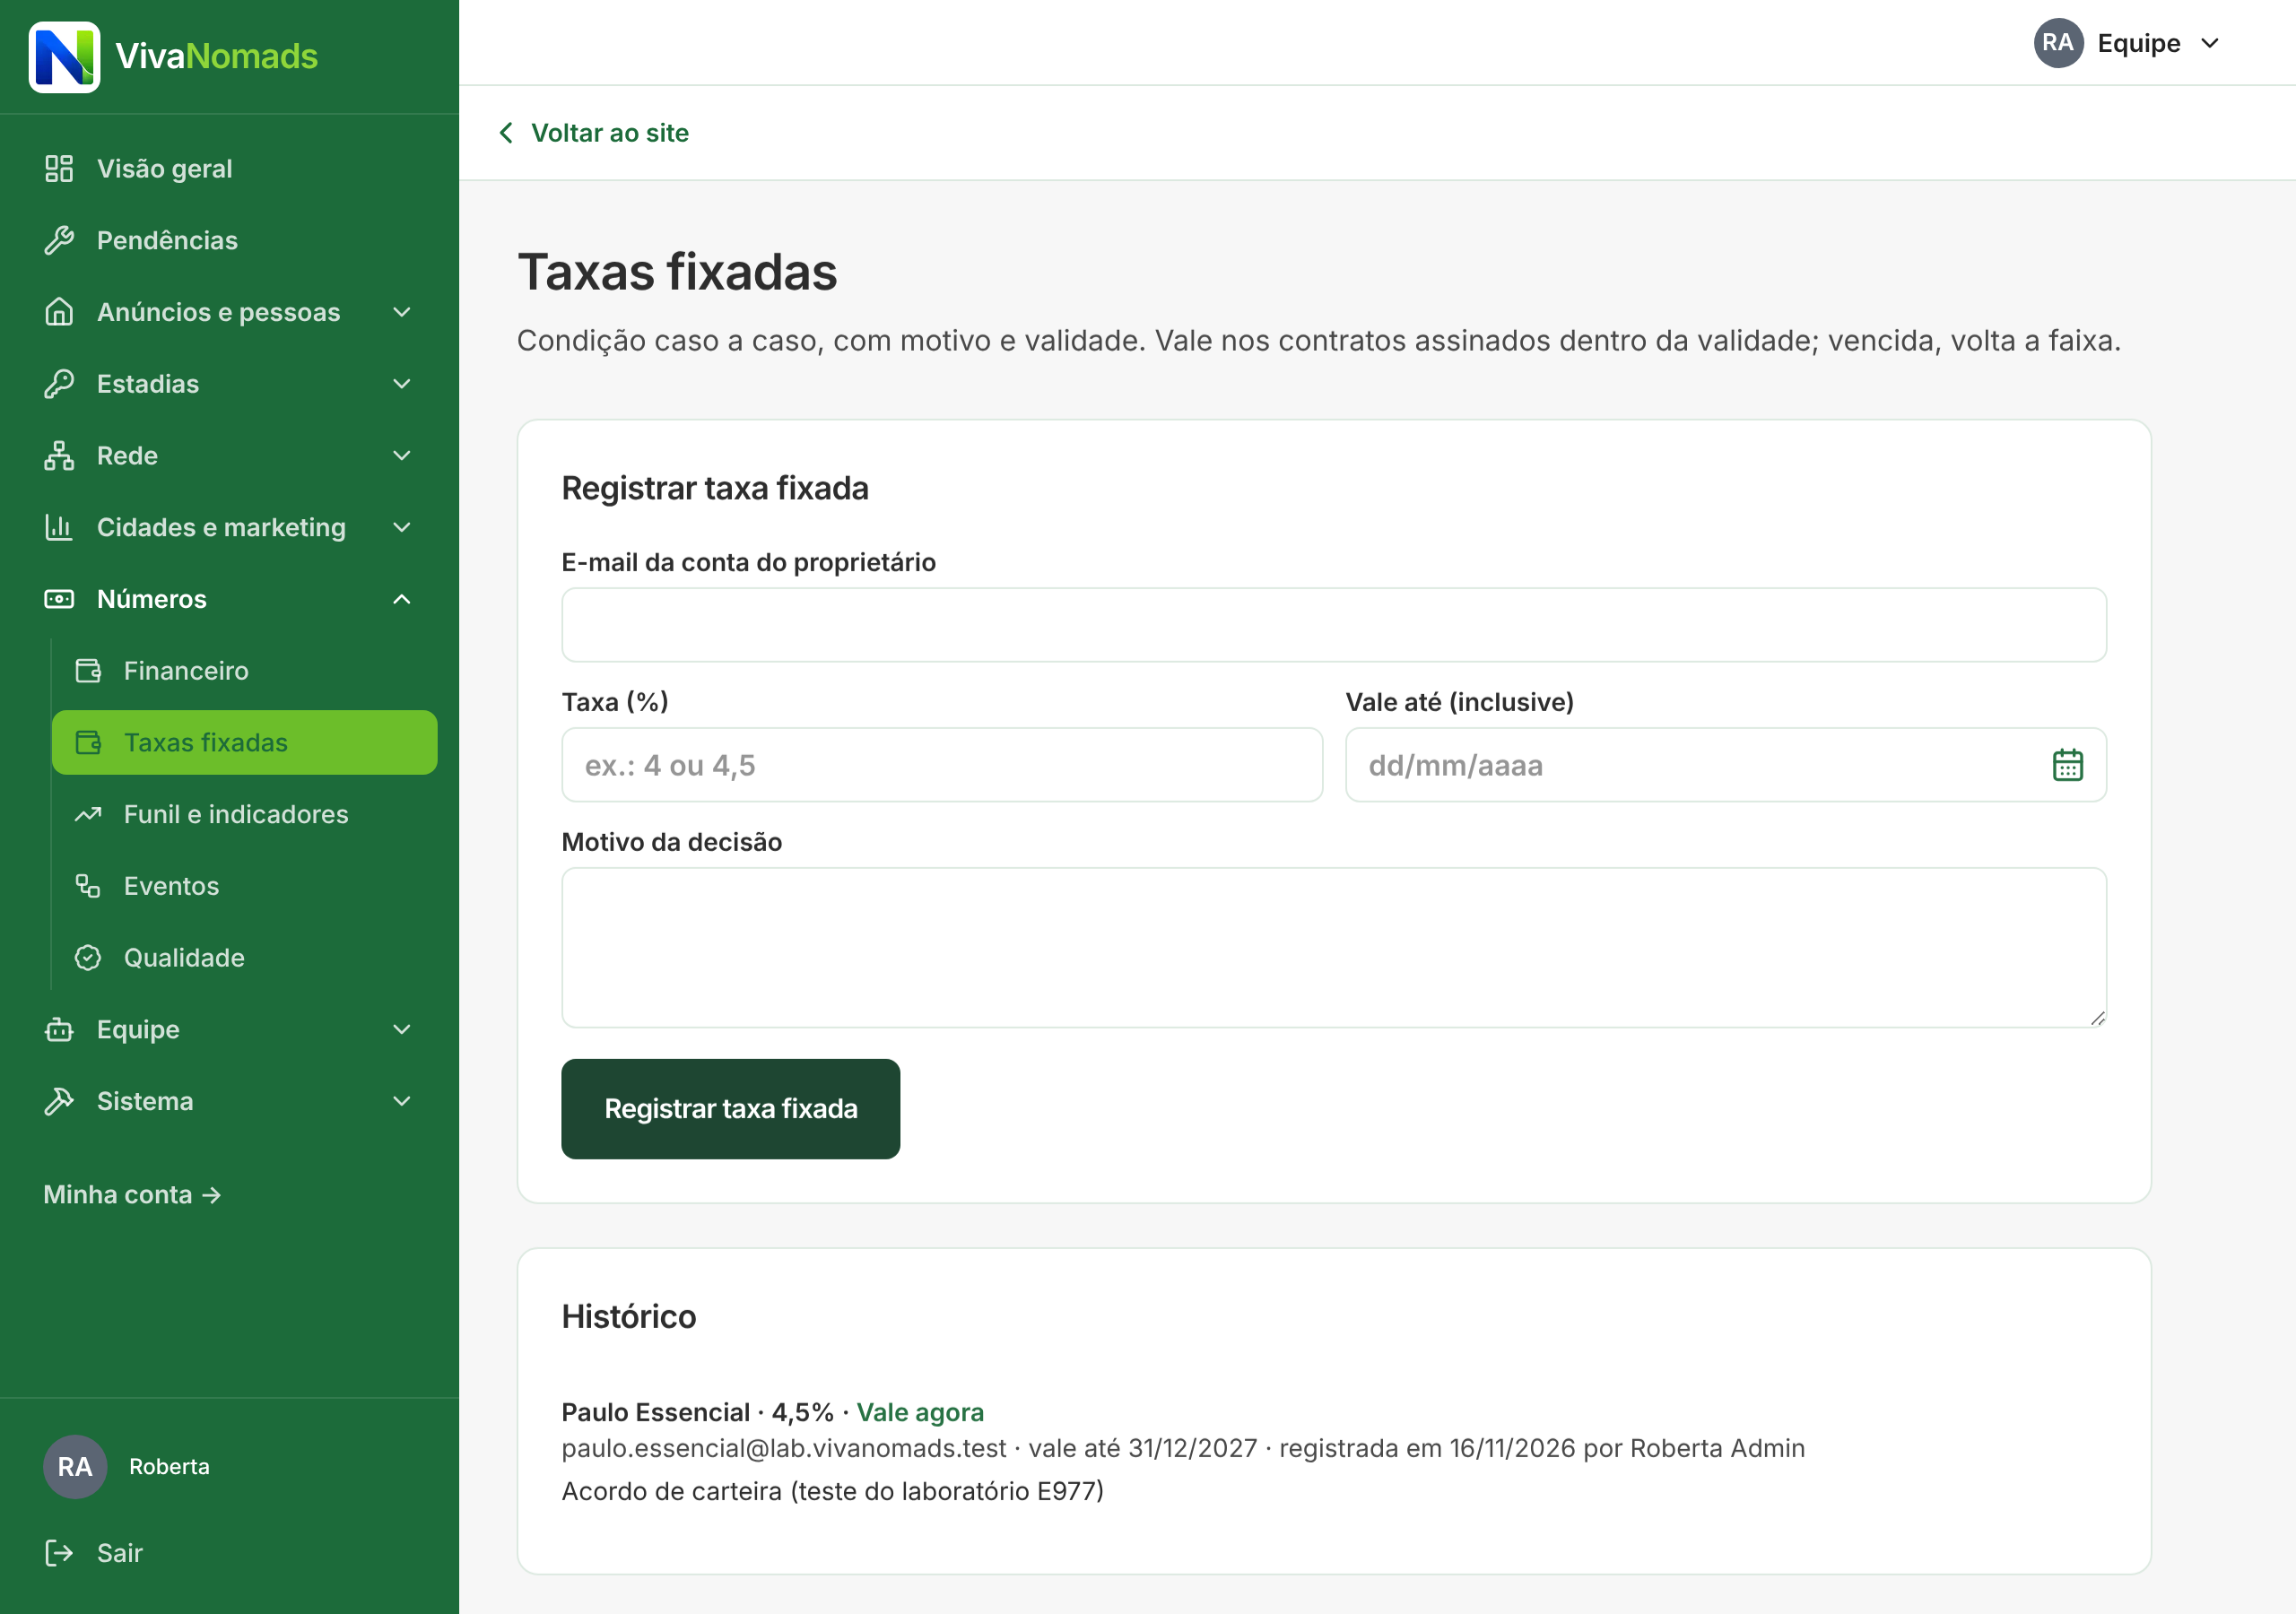 VivaNomads
Visão geral
Pendências
Anúncios e pessoas
Estadias
Rede
Cidades e marketing
Números
Financeiro
Taxas fixadas
Funil e indicadores
Eventos
Qualidade
Equipe
Sistema
Minha conta →
RA
Roberta
Sair
RA Equipe
Voltar ao site
Taxas fixadas
Condição caso a caso, com motivo e validade. Vale nos contratos assinados dentro da validade; vencida, volta a faixa.
Registrar taxa fixada
E-mail da conta do proprietário
Taxa (%)
ex.: 4 ou 4,5
Vale até (inclusive)
dd/mm/aaaa
Motivo da decisão
Registrar taxa fixada
Histórico
Paulo Essencial · 4,5% · Vale agora
paulo.essencial@lab.vivanomads.test · vale até 31/12/2027 · registrada em 16/11/2026 por Roberta Admin
Acordo de carteira (teste do laboratório E977)